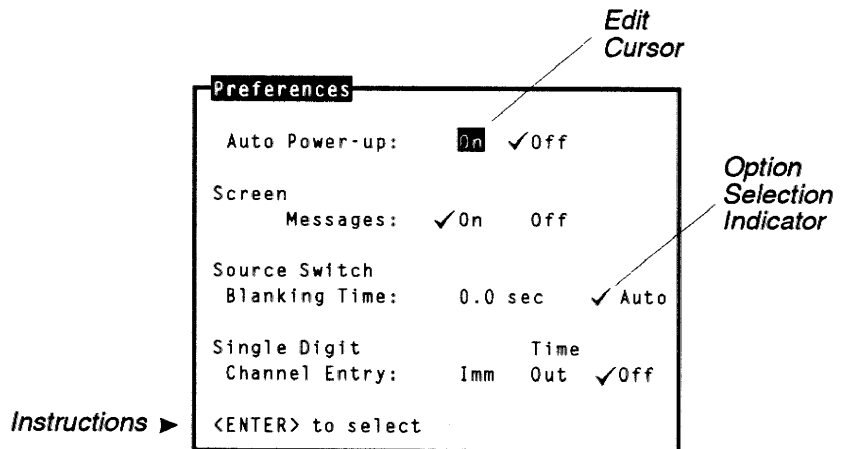 Edit
Cursor
Preferences
Auto Power-up: On ✓Off
Option
Selection
Indicator
Screen
Messages: ✓On Off
Source Switch
Blanking Time: 0.0 sec ✓ Auto
Single Digit Time
Channel Entry: Imm Out ✓Off
Instructions ► <ENTER> to select